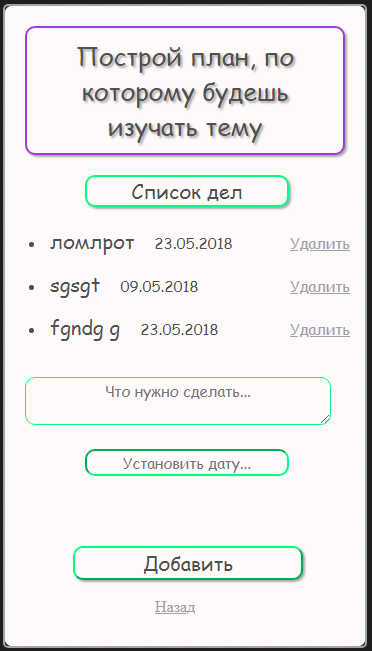 Построй план, по
которому будешь
изучать тему
Список дел
ломлрот 23.05.2018 Удалить
sgsgt 09.05.2018 Удалить
fgndg g 23.05.2018 Удалить
Что нужно сделать...
Установить дату...
Добавить
Назад